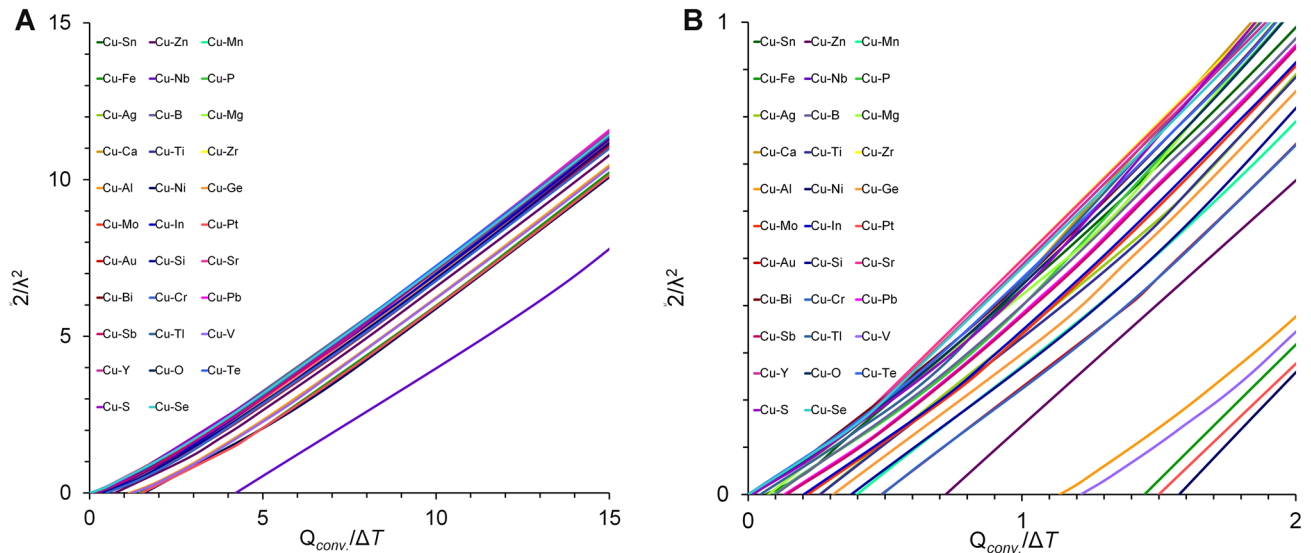 A
15
Cu-Sn Cu-Zn Cu-Mn
Cu-Fe Cu-Nb Cu-P
Cu-Ag Cu-B Cu-Mg
Cu-Ca Cu-Ti Cu-Zr
Cu-Al Cu-Ni Cu-Ge
Cu-Mo Cu-In Cu-Pt
Cu-Au Cu-Si Cu-Sr
Cu-Bi Cu-Cr Cu-Pb
Cu-Sb Cu-Tl Cu-V
Cu-Y Cu-O Cu-Te
Cu-S Cu-Se
10
5
0
2/λ²
0 5 10 15
Qconv./ΔT
B
1
Cu-Sn Cu-Zn Cu-Mn
Cu-Fe Cu-Nb Cu-P
Cu-Ag Cu-B Cu-Mg
Cu-Ca Cu-Ti Cu-Zr
Cu-Al Cu-Ni Cu-Ge
Cu-Mo Cu-In Cu-Pt
Cu-Au Cu-Si Cu-Sr
Cu-Bi Cu-Cr Cu-Pb
Cu-Sb Cu-Tl Cu-V
Cu-Y Cu-O Cu-Te
Cu-S Cu-Se
0
2/λ²
0 1 2
Qconv./ΔT